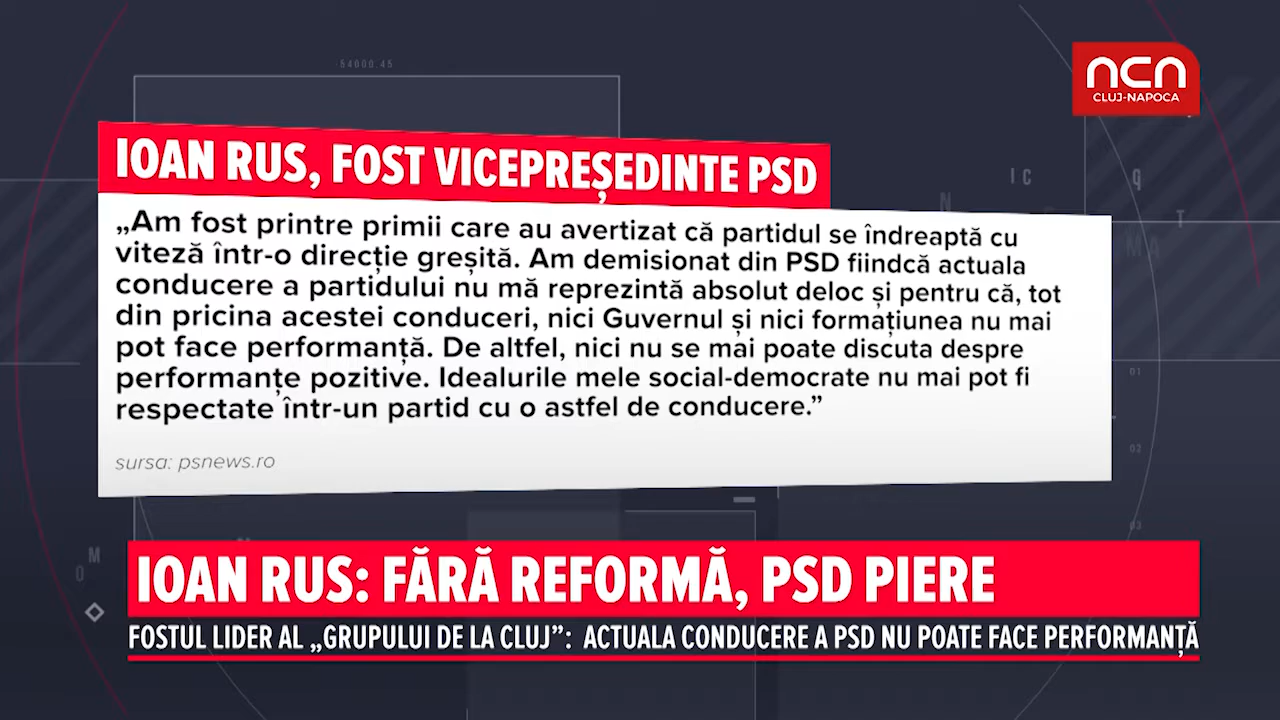 54000.45
ncn
CLUJ-NAPOCA
IOAN RUS, FOST VICEPREȘEDINTE PSD
„Am fost printre primii care au avertizat că partidul se îndreaptă cu
viteză într-o direcție greșită. Am demisionat din PSD fiindcă actuala
conducere a partidului nu mă reprezintă absolut deloc și pentru că, tot
din pricina acestei conduceri, nici Guvernul și nici formațiunea nu mai
pot face performanță. De altfel, nici nu se mai poate discuta despre
performanțe pozitive. Idealurile mele social-democrate nu mai pot fi
respectate într-un partid cu o astfel de conducere.”
sursa: psnews.ro
IOAN RUS: FĂRĂ REFORMĂ, PSD PIERE
FOSTUL LIDER AL „GRUPULUI DE LA CLUJ”: ACTUALA CONDUCERE A PSD NU POATE FACE PERFORMANȚĂ